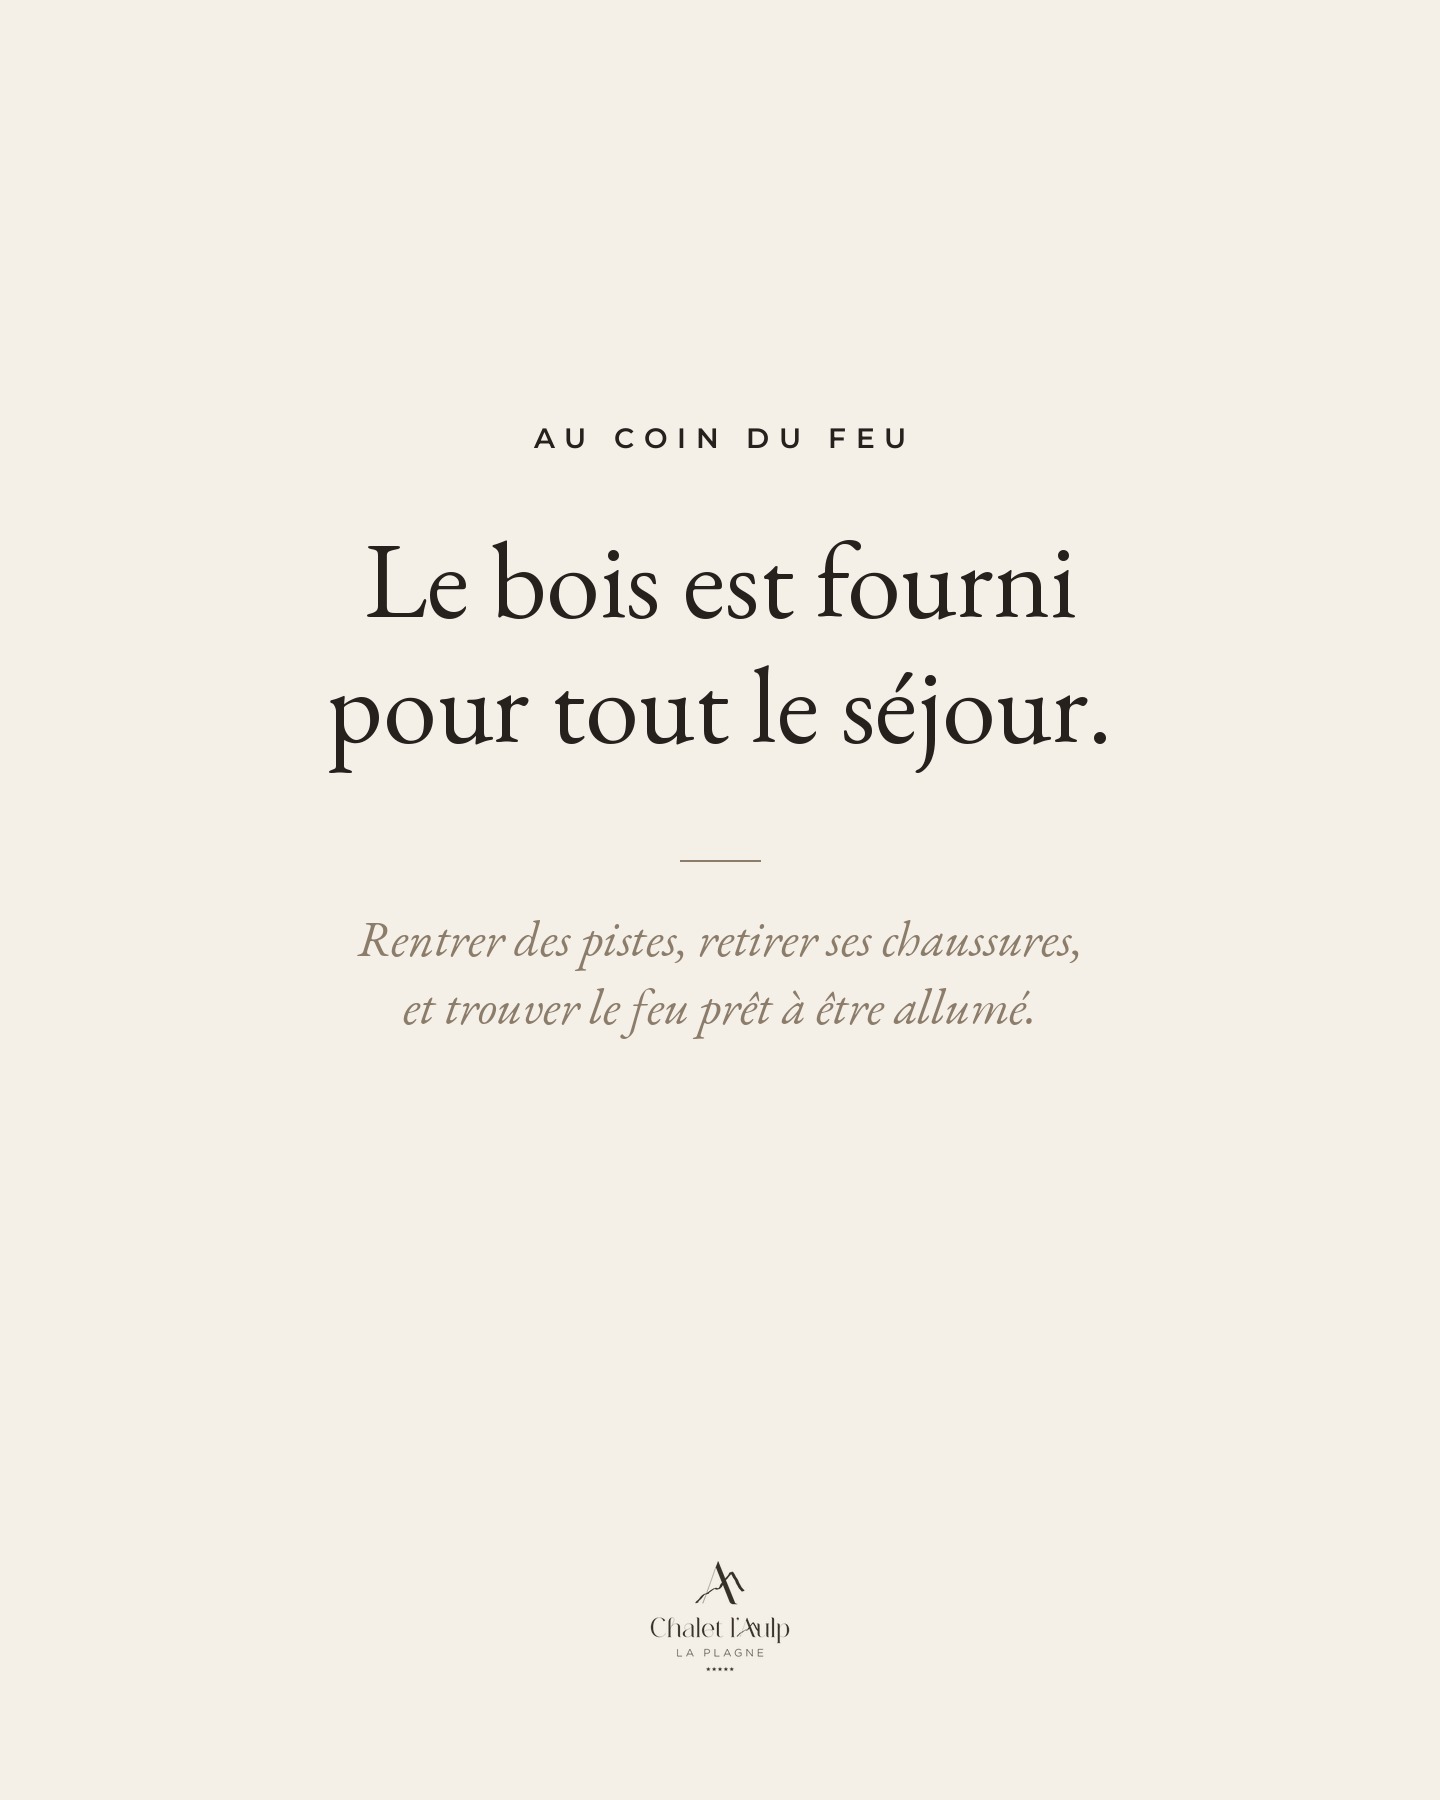 AU COIN DU FEU
Le bois est fourni
pour tout le séjour.
Rentrer des pistes, retirer ses chaussures,
et trouver le feu prêt à être allumé.
Chalet l'Aulp
LA PLAGNE
★★★★★